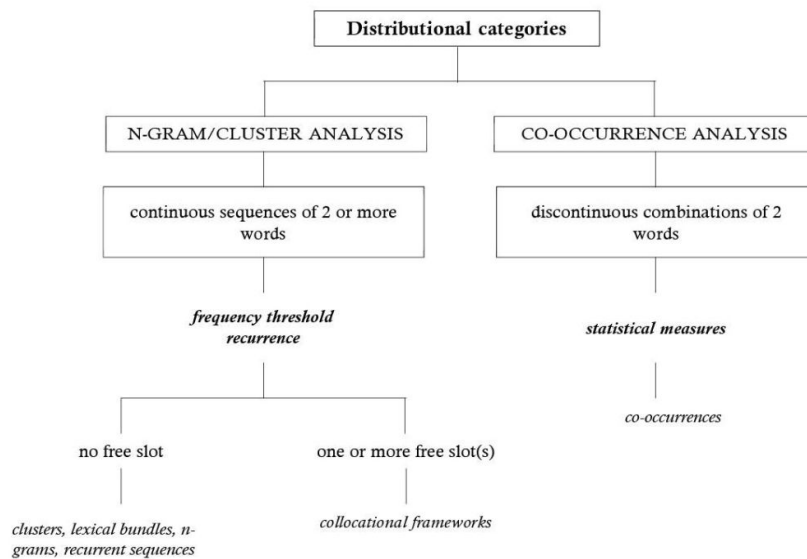 Distributional categories
N-GRAM/CLUSTER ANALYSIS
CO-OCCURRENCE ANALYSIS
continuous sequences of 2 or more
words
discontinuous combinations of 2
words
frequency threshold
recurrence
statistical measures
co-occurrences
no free slot
one or more free slot(s)
clusters, lexical bundles, n-
grams, recurrent sequences
collocational frameworks